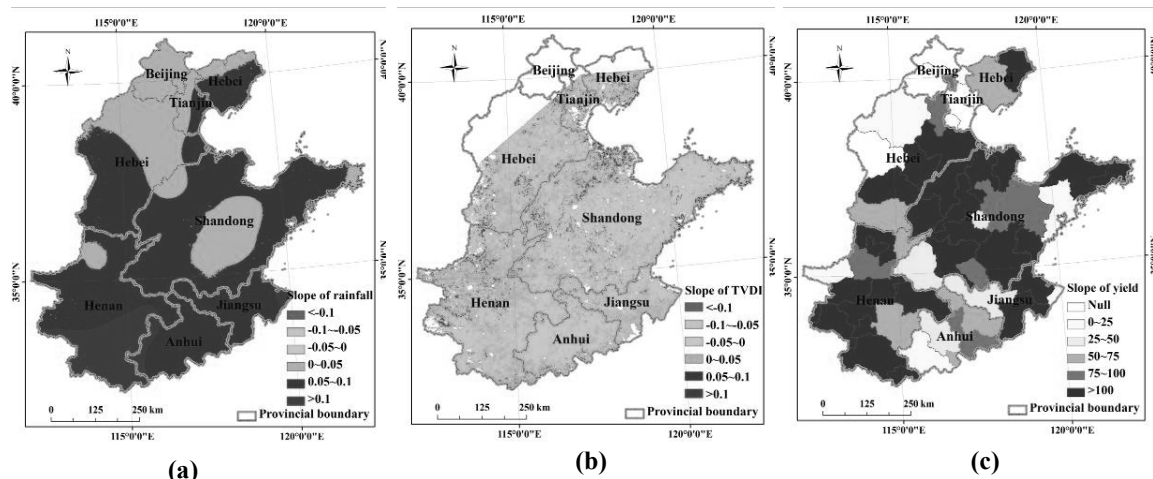 115°0'0"E
120°0'0"E
N
40°0'0"N
35°0'0"N
Beijing
Hebei
Tianjin
Hebei
Shandong
Henan
Jiangsu
Anhui
Slope of rainfall
<-0.1
-0.1~-0.05
-0.05~0
0~0.05
0.05~0.1
>0.1
Provincial boundary
0 125 250 km
115°0'0"E
120°0'0"E
(a)
115°0'0"E
120°0'0"E
N
40°0'0"N
35°0'0"N
Beijing
Hebei
Tianjin
Hebei
Shandong
Henan
Jiangsu
Anhui
Slope of TVDI
<-0.1
-0.1~-0.05
-0.05~0
0~0.05
0.05~0.1
>0.1
Provincial boundary
0 125 250 km
115°0'0"E
120°0'0"E
(b)
115°0'0"E
120°0'0"E
N
40°0'0"N
35°0'0"N
Beijing
Hebei
Tianjin
Hebei
Shandong
Henan
Jiangsu
Anhui
Slope of yield
Null
0~25
25~50
50~75
75~100
>100
Provincial boundary
0 125 250 km
115°0'0"E
120°0'0"E
(c)